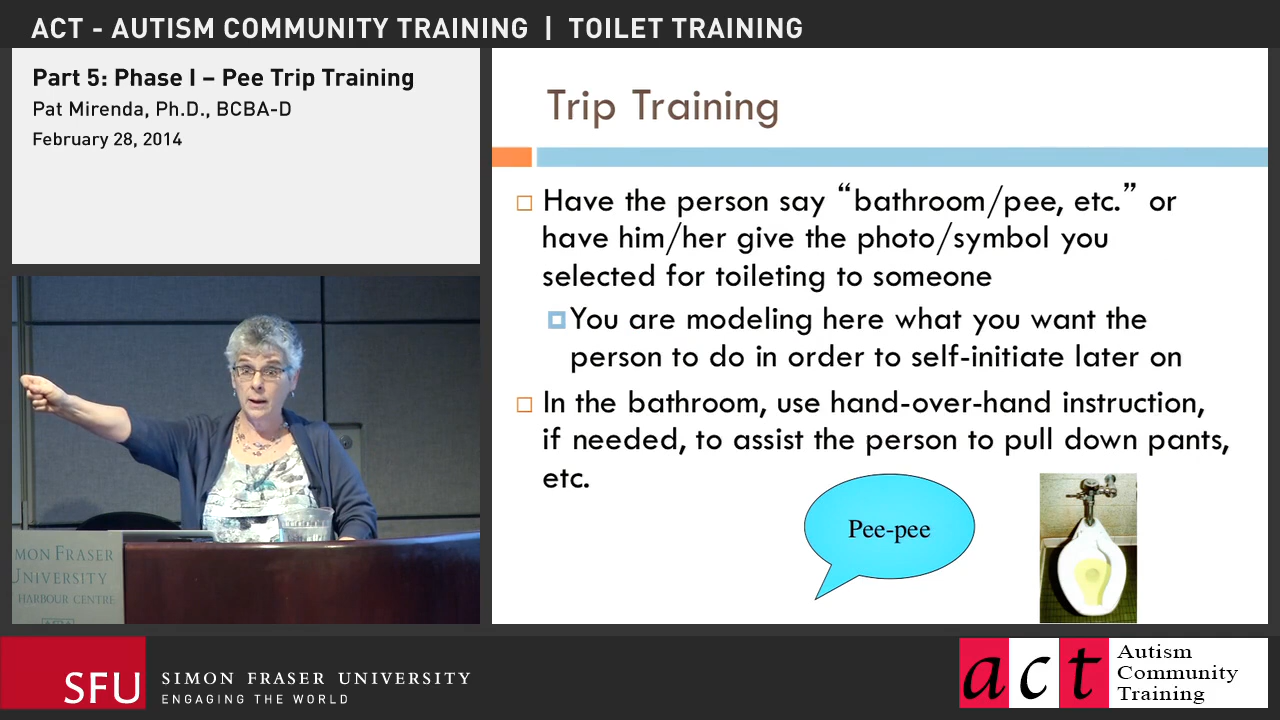 ACT - AUTISM COMMUNITY TRAINING | TOILET TRAINING
Part 5: Phase I – Pee Trip Training
Pat Mirenda, Ph.D., BCBA-D
February 28, 2014
Trip Training
Have the person say “bathroom/pee, etc.” or
have him/her give the photo/symbol you
selected for toileting to someone
You are modeling here what you want the
person to do in order to self-initiate later on
In the bathroom, use hand-over-hand instruction,
if needed, to assist the person to pull down pants,
etc.
Pee-pee
MON FRASER
UNIVERSITY
HARBOUR CENTRE
SFU
SIMON FRASER UNIVERSITY
ENGAGING THE WORLD
act
Autism
Community
Training